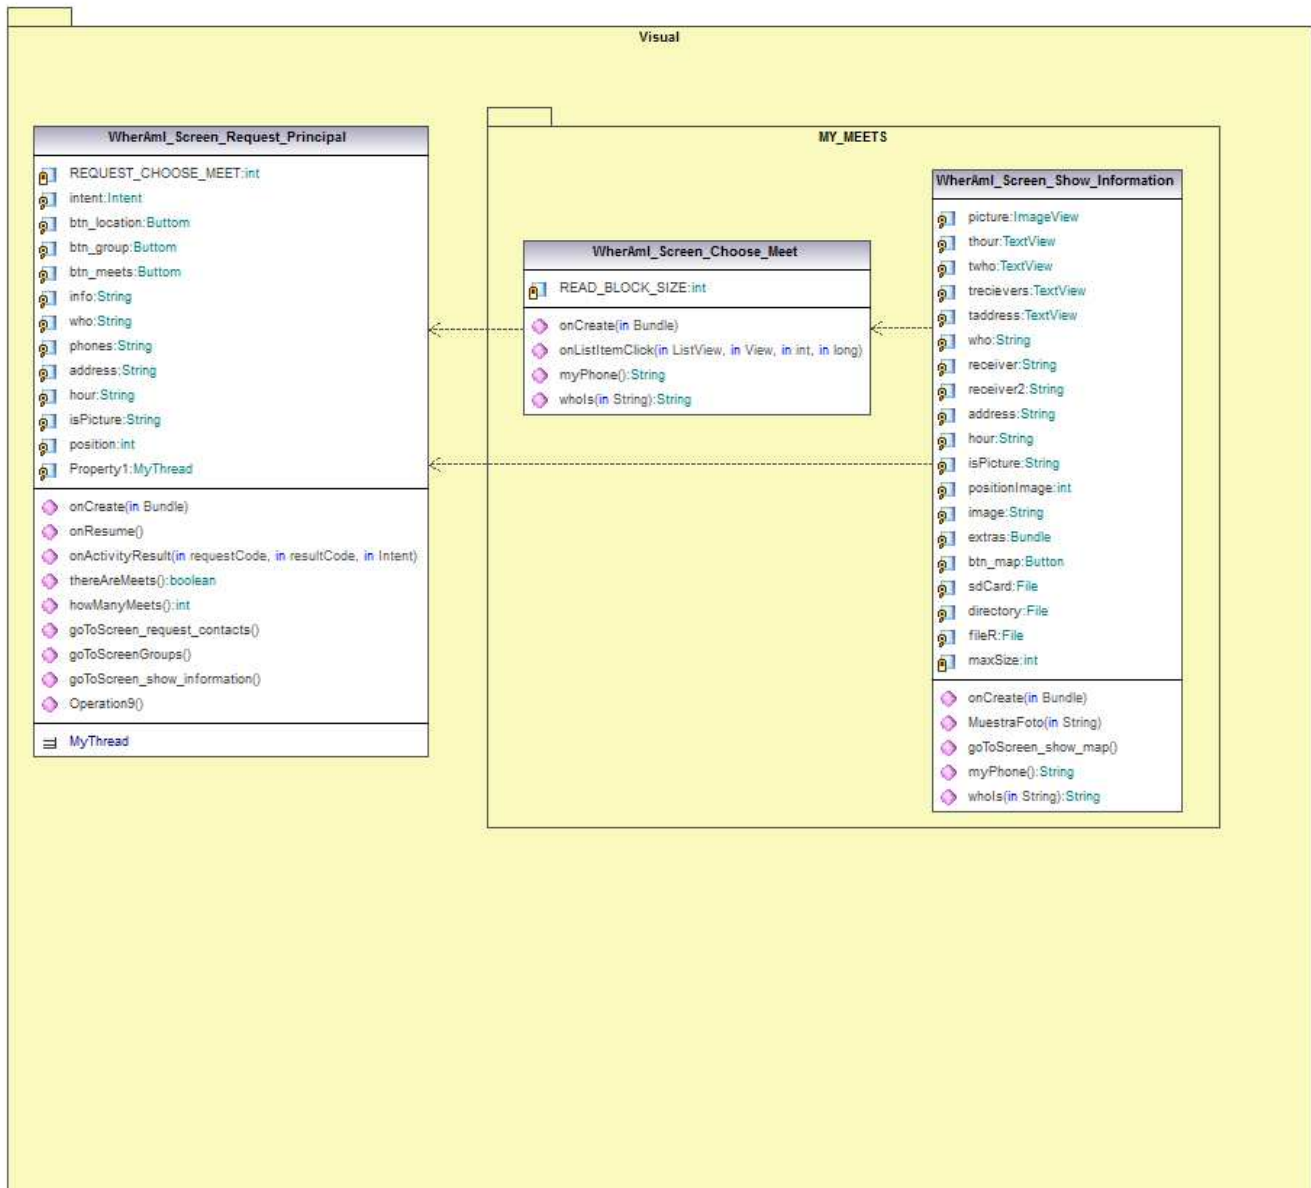 Visual
WherAmI_Screen_Request_Principal
REQUEST_CHOOSE_MEET:int
intent:Intent
btn_location:Buttom
btn_group:Buttom
btn_meets:Buttom
info:String
who:String
phones:String
address:String
hour:String
isPicture:String
position:int
Property1:MyThread
onCreate(in Bundle)
onResume()
onActivityResult(in requestCode, in resultCode, in Intent)
thereAreMeets():boolean
howManyMeets():int
goToScreen_request_contacts()
goToScreenGroups()
goToScreen_show_information()
Operation9()
MyThread
MY_MEETS
WherAmI_Screen_Choose_Meet
READ_BLOCK_SIZE:int
onCreate(in Bundle)
onListItemClick(in ListView, in View, in int, in long)
myPhone():String
whoIs(in String):String
WherAmI_Screen_Show_Information
picture:ImageView
thour:TextView
twho:TextView
trecievers:TextView
taddress:TextView
who:String
receiver:String
receiver2:String
address:String
hour:String
isPicture:String
positionImage:int
image:String
extras:Bundle
btn_map:Button
sdCard:File
directory:File
fileR:File
maxSize:int
onCreate(in Bundle)
MuestraFoto(in String)
goToScreen_show_map()
myPhone():String
whoIs(in String):String